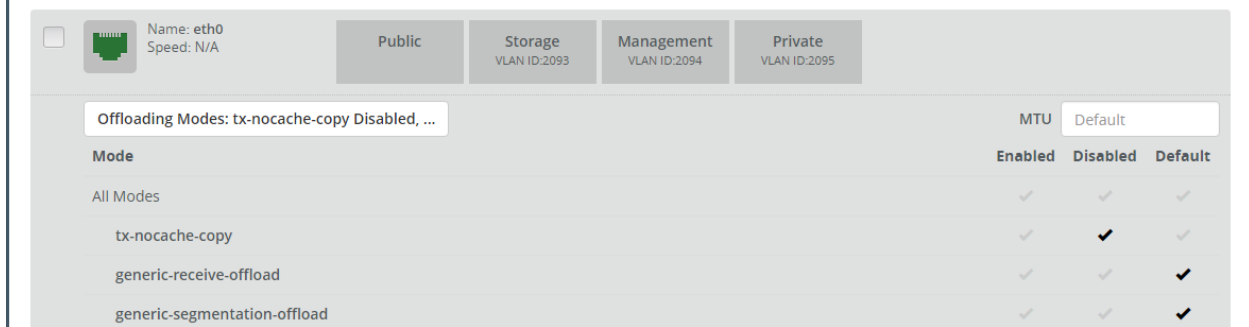 Name: eth0
Speed: N/A
Public
Storage
VLAN ID:2093
Management
VLAN ID:2094
Private
VLAN ID:2095
Offloading Modes: tx-nocache-copy Disabled, ...
MTU Default
Mode Enabled Disabled Default
All Modes
tx-nocache-copy
generic-receive-offload
generic-segmentation-offload